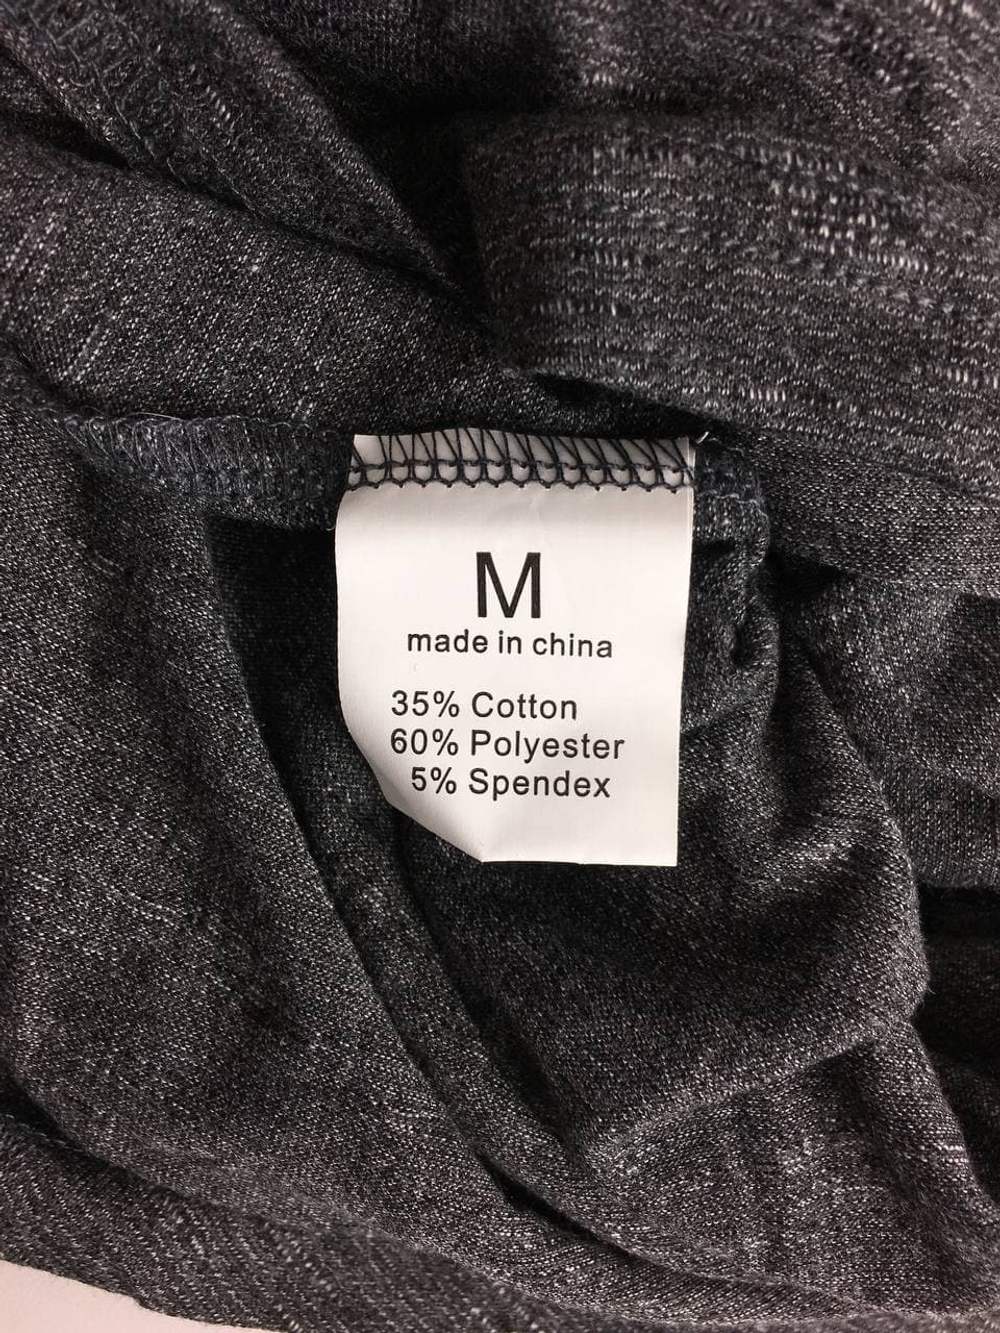 M
made in china
35% Cotton
60% Polyester
5% Spendex